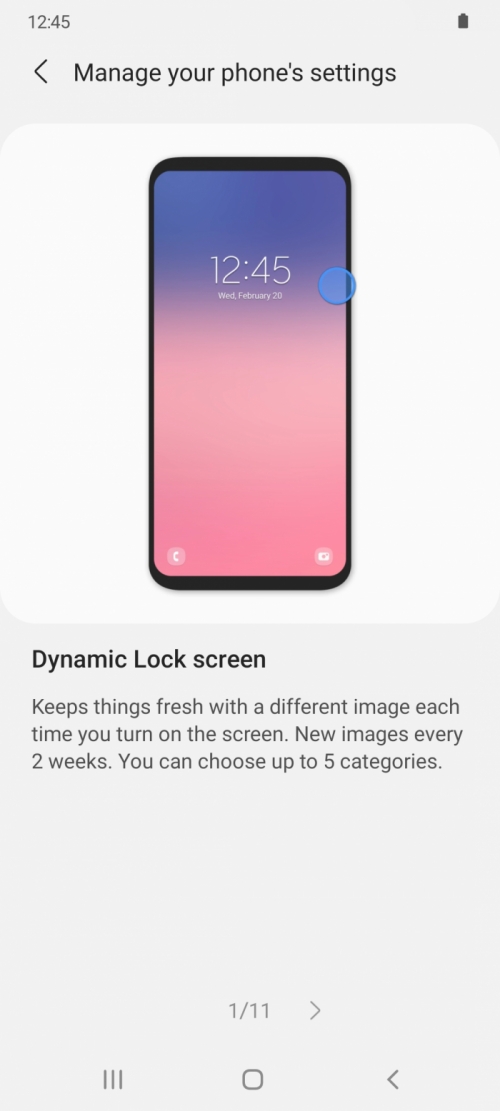 12:45
Manage your phone's settings
12:45
Wed, February 20
Dynamic Lock screen
Keeps things fresh with a different image each
time you turn on the screen. New images every
2 weeks. You can choose up to 5 categories.
1/11